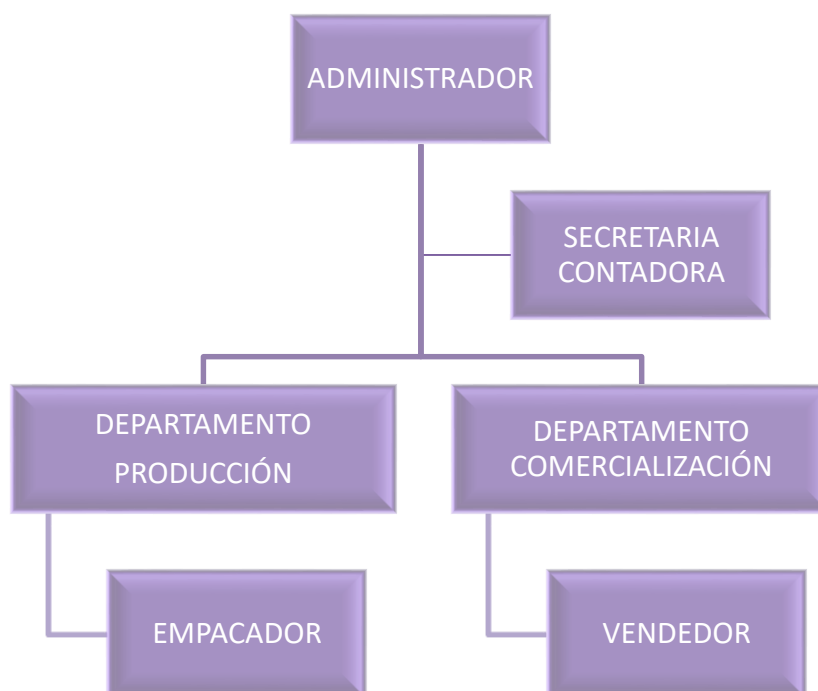 ADMINISTRADOR
SECRETARIA
CONTADORA
DEPARTAMENTO
PRODUCCIÓN
DEPARTAMENTO
COMERCIALIZACIÓN
EMPACADOR
VENDEDOR